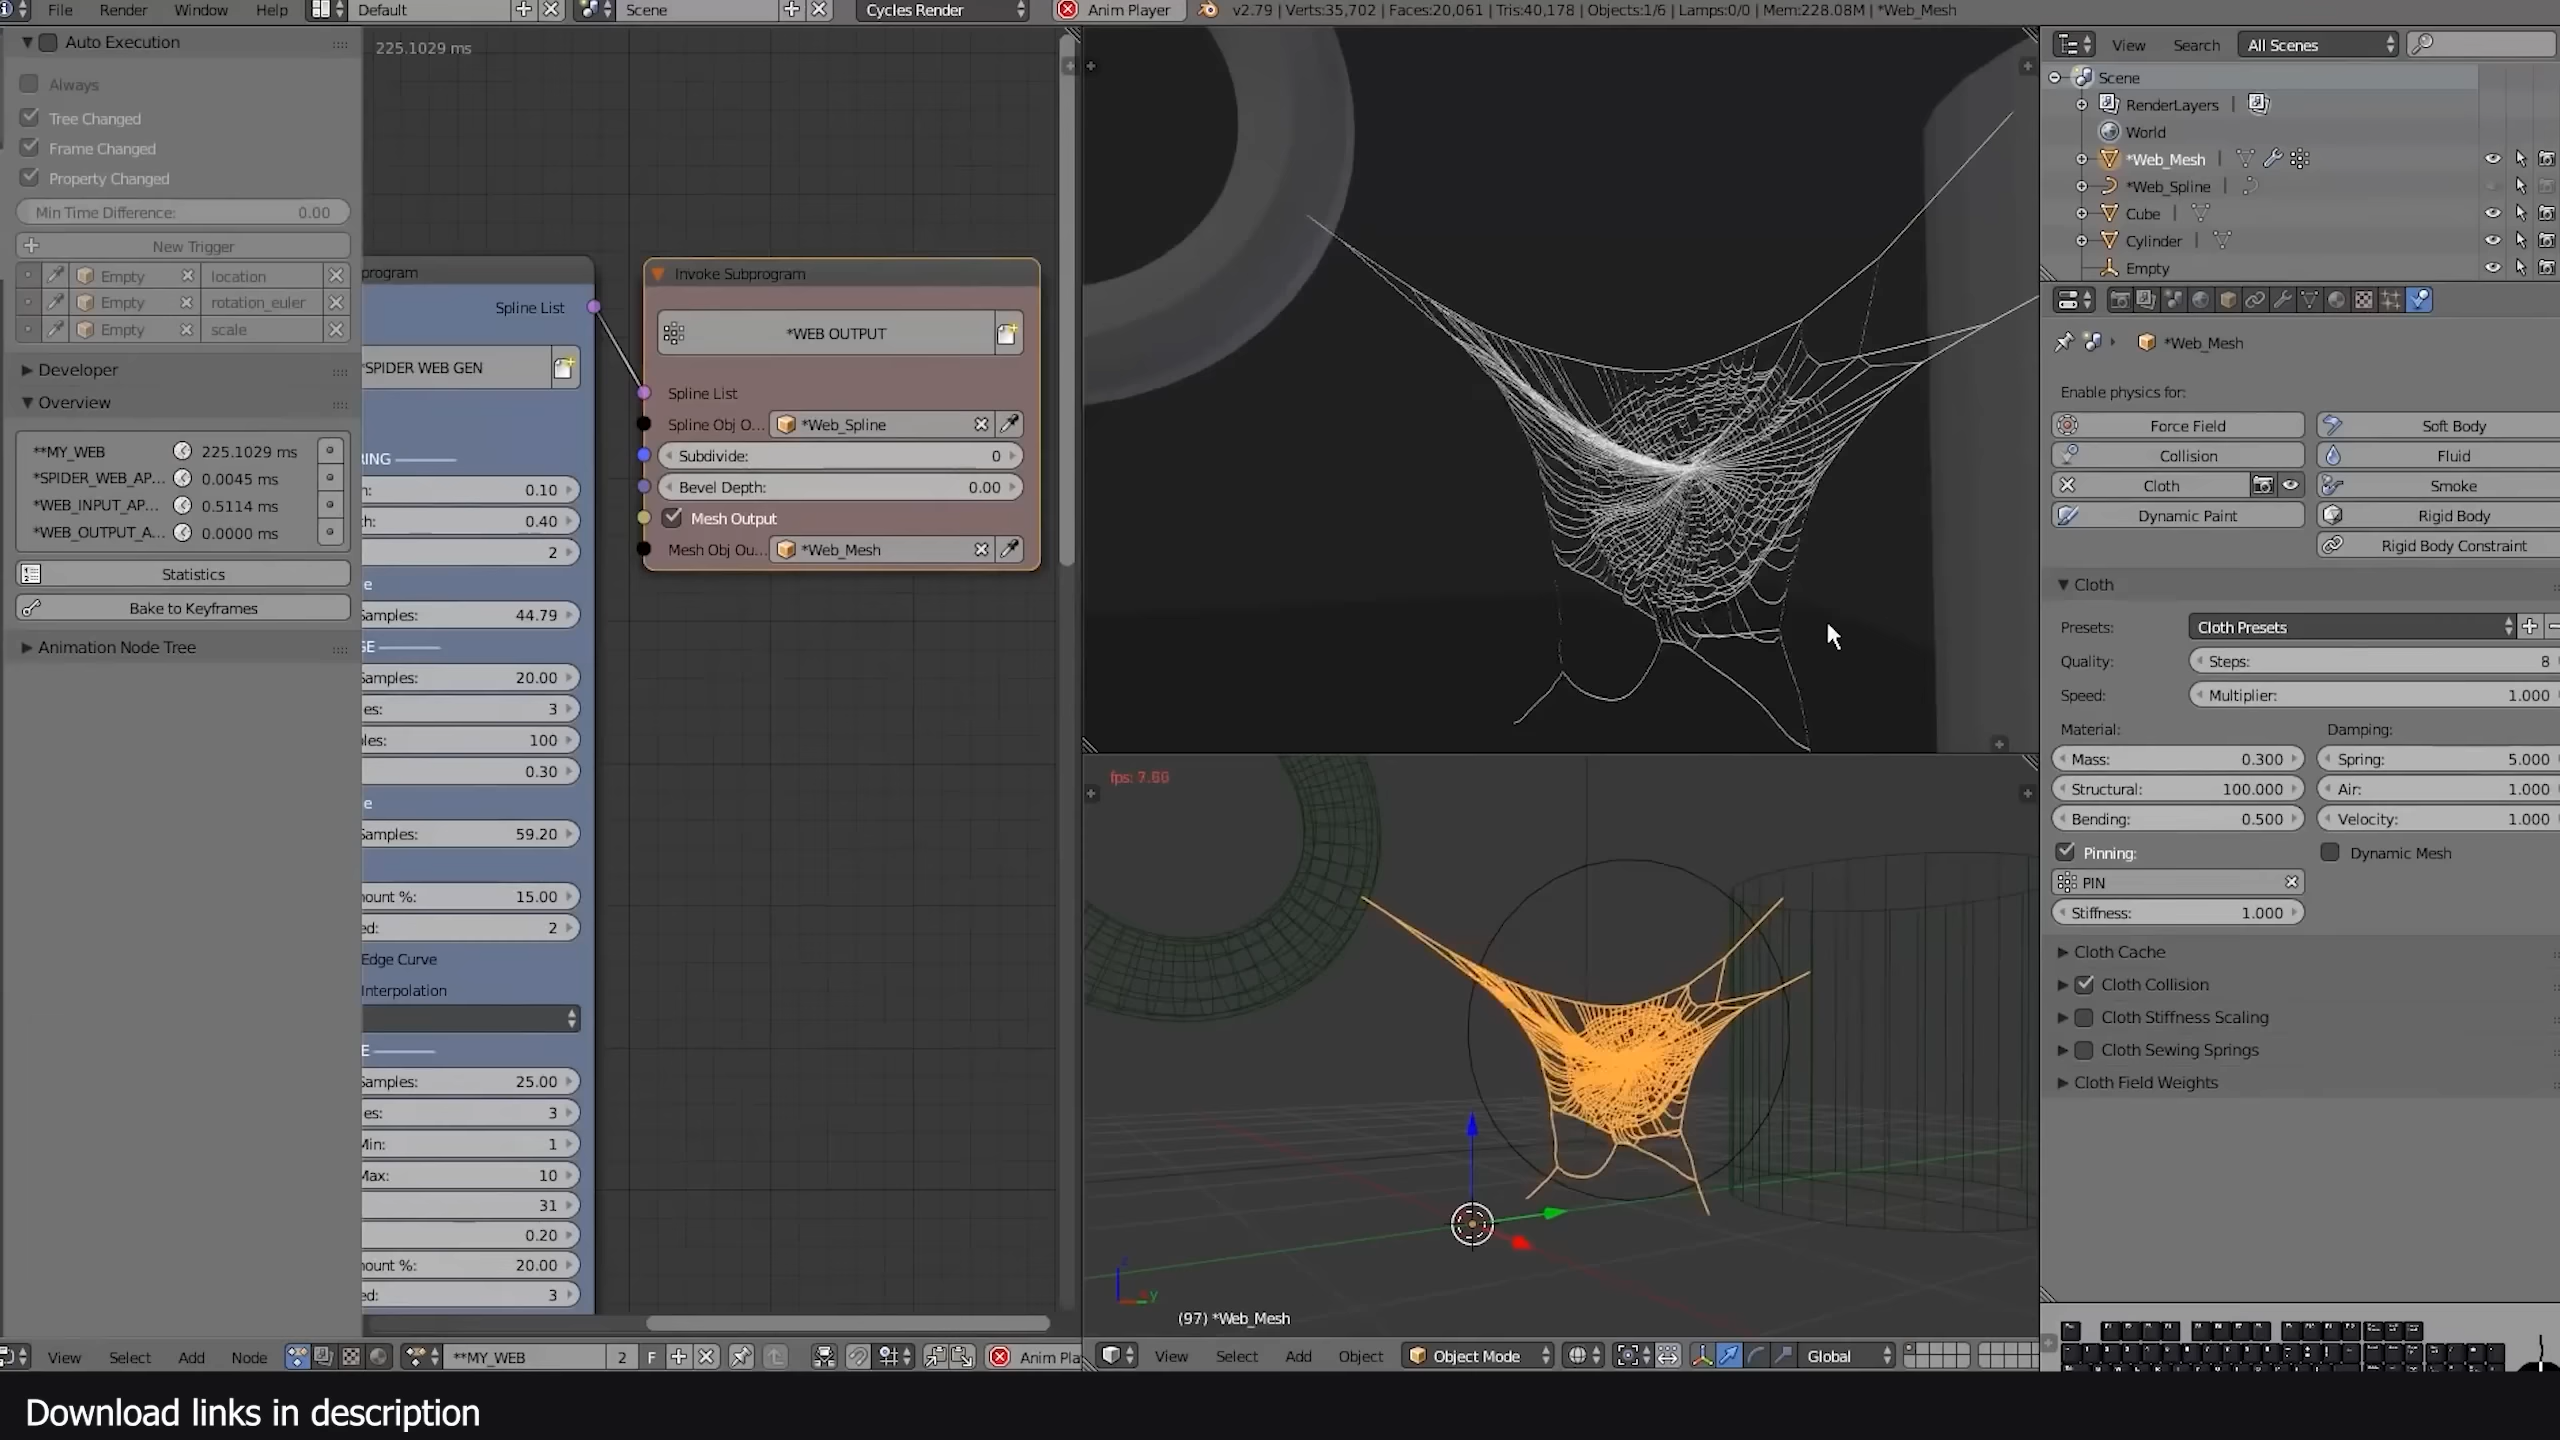 File Render Window Help Default Scene Cycles Render Anim Player v2.79 | Verts:35,702 | Faces:20,061 | Tris:40,178 | Objects:1/6 | Lamps:0/0 | Mem:228.08M | *Web_Mesh
Auto Execution
Always
Tree Changed
Frame Changed
Property Changed
Min Time Difference: 0.00
New Trigger
Empty location
Empty rotation_euler
Empty scale
Developer
Overview
**MY_WEB 225.1029 ms
*SPIDER_WEB_AP... 0.0045 ms
*WEB_INPUT_AP... 0.5114 ms
*WEB_OUTPUT_A... 0.0000 ms
Statistics
Bake to Keyframes
Animation Node Tree
225.1029 ms
program
Spline List
SPIDER WEB GEN
RING
n: 0.10
h: 0.40
2
e
Samples: 44.79
GE
Samples: 20.00
es: 3
les: 100
0.30
e
Samples: 59.20
ount %: 15.00
ed: 2
Edge Curve
Interpolation
E
Samples: 25.00
es: 3
Min: 1
Max: 10
31
0.20
ount %: 20.00
ed: 3
Invoke Subprogram
*WEB OUTPUT
Spline List
Spline Obj O... *Web_Spline
Subdivide: 0
Bevel Depth: 0.00
Mesh Output
Mesh Obj Ou... *Web_Mesh
View Select Add Node **MY_WEB 2 F Anim Pla
fps: 7.86
(97) *Web_Mesh
View Select Add Object Object Mode Global
View Search All Scenes
Scene
RenderLayers
World
*Web_Mesh
*Web_Spline
Cube
Cylinder
Empty
*Web_Mesh
Enable physics for:
Force Field Soft Body
Collision Fluid
Cloth Smoke
Dynamic Paint Rigid Body
Rigid Body Constraint
Cloth
Presets: Cloth Presets
Quality: Steps: 8
Speed: Multiplier: 1.000
Material: Damping:
Mass: 0.300 Spring: 5.000
Structural: 100.000 Air: 1.000
Bending: 0.500 Velocity: 1.000
Pinning: Dynamic Mesh
PIN
Stiffness: 1.000
Cloth Cache
Cloth Collision
Cloth Stiffness Scaling
Cloth Sewing Springs
Cloth Field Weights
Download links in description